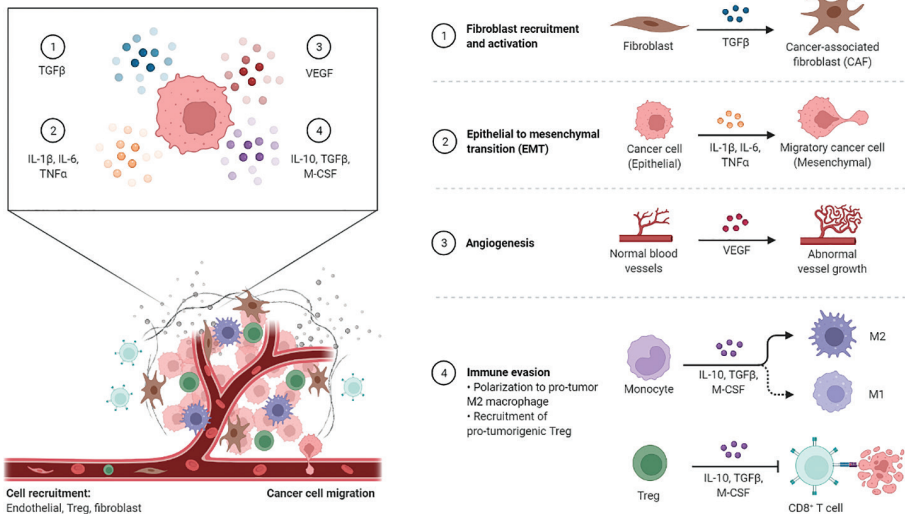 1
TGFβ
3
VEGF
2
IL-1β, IL-6,
TNFα
4
IL-10, TGFβ,
M-CSF
Cell recruitment:
Endothelial, Treg, fibroblast
Cancer cell migration
1
Fibroblast recruitment
and activation
Fibroblast
TGFβ
Cancer-associated
fibroblast (CAF)
2
Epithelial to mesenchymal
transition (EMT)
Cancer cell
(Epithelial)
IL-1β, IL-6,
TNFα
Migratory cancer cell
(Mesenchymal)
3
Angiogenesis
Normal blood
vessels
VEGF
Abnormal
vessel growth
4
Immune evasion
• Polarization to pro-tumor
M2 macrophage
• Recruitment of
pro-tumorigenic Treg
Monocyte
IL-10, TGFβ,
M-CSF
M2
M1
Treg
IL-10, TGFβ,
M-CSF
CD8⁺ T cell